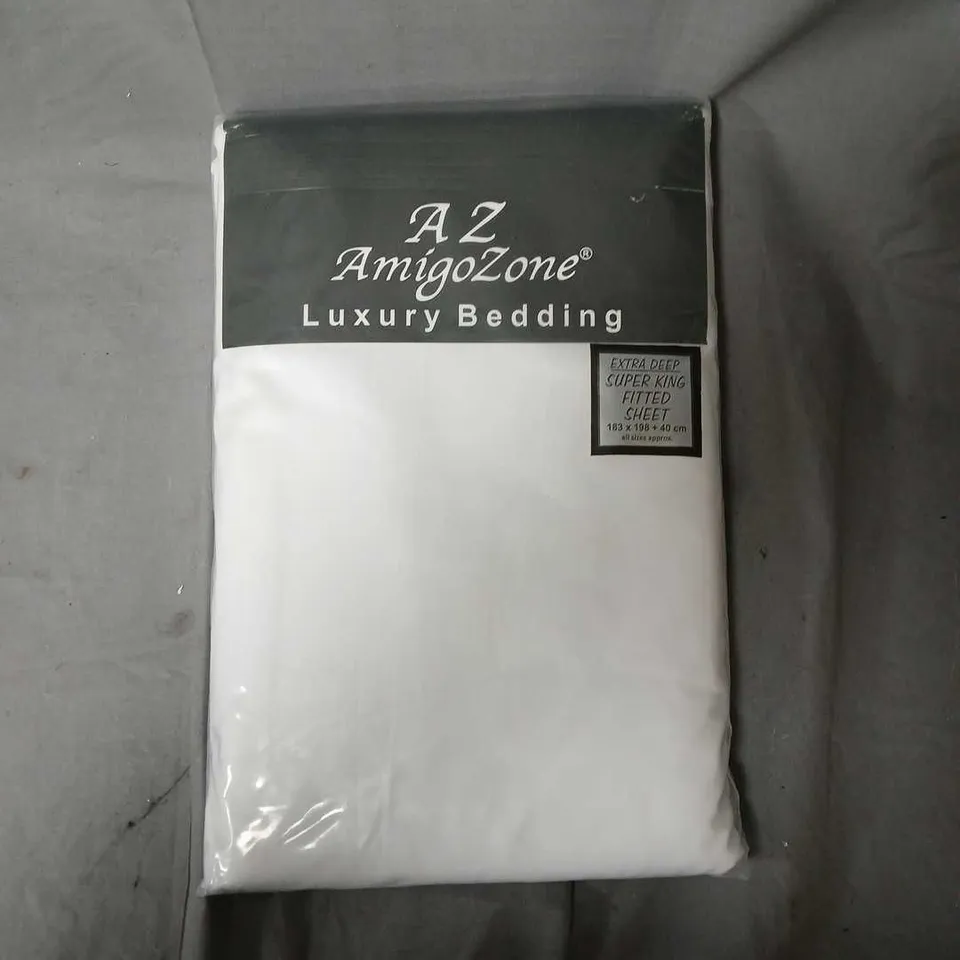 A Z
AmigoZone®
Luxury Bedding
EXTRA DEEP
SUPER KING
FITTED
SHEET
183 x 198 + 40 cm
all sizes approx.